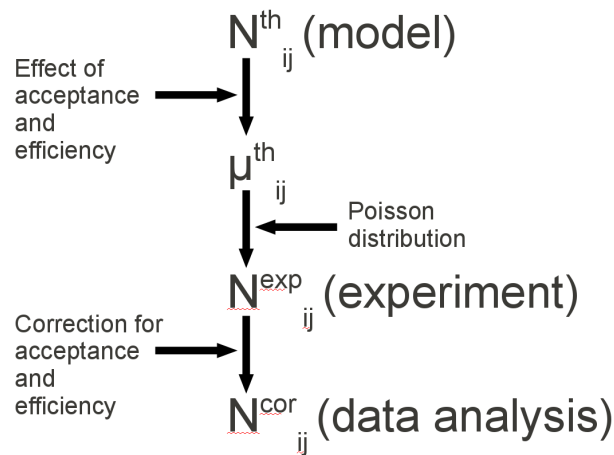 N^th_ij (model)
Effect of
acceptance
and
efficiency
μ^th_ij
Poisson
distribution
N^exp_ij (experiment)
Correction for
acceptance
and
efficiency
N^cor_ij (data analysis)